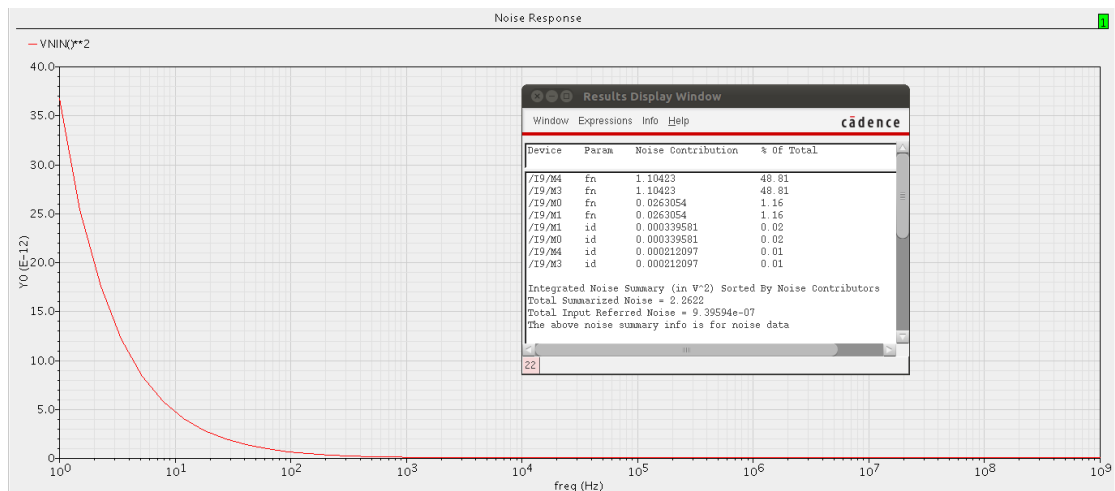 Noise Response
1
VNIN()**2
40.0
35.0
30.0
25.0
20.0
15.0
10.0
5.0
0
Y0 (E-12)
10^0 10^1 10^2 10^3 10^4 10^5 10^6 10^7 10^8 10^9
freq (Hz)
Results Display Window
Window Expressions Info Help cādence
Device Param Noise Contribution % Of Total
/I9/M4 fn 1.10423 48.81
/I9/M3 fn 1.10423 48.81
/I9/M0 fn 0.0263054 1.16
/I9/M1 fn 0.0263054 1.16
/I9/M1 id 0.000339581 0.02
/I9/M0 id 0.000339581 0.02
/I9/M4 id 0.000212097 0.01
/I9/M3 id 0.000212097 0.01
Integrated Noise Summary (in V^2) Sorted By Noise Contributors
Total Summarized Noise = 2.2622
Total Input Referred Noise = 9.39594e-07
The above noise summary info is for noise data
22